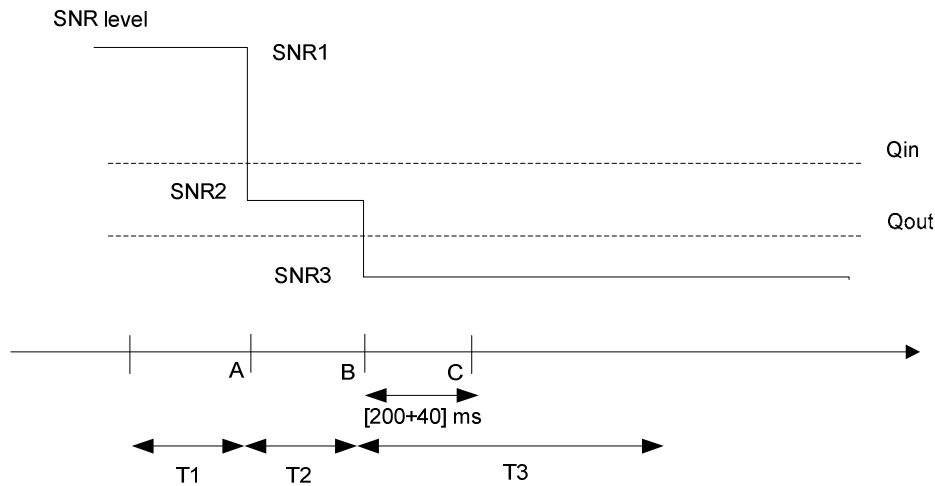 SNR level
SNR1
Qin
SNR2
Qout
SNR3
A
B
C
[200+40] ms
T1
T2
T3